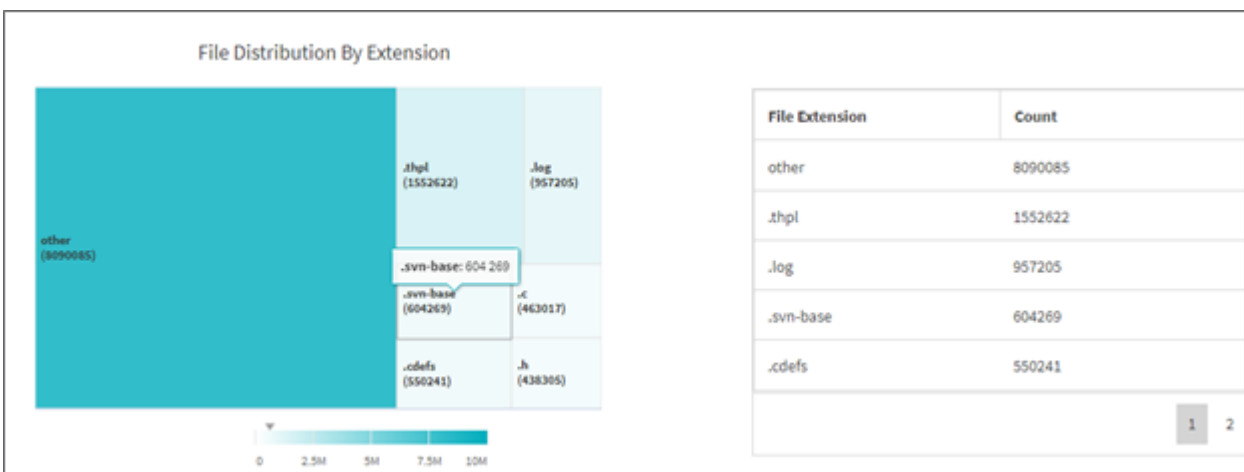 File Distribution By Extension
other
(8090085)
.thpl
(1552622)
.log
(957205)
.svn-base: 604 269
.svn-base
(604269)
.c
(463017)
.cdefs
(550241)
.h
(438305)
0 2.5M 5M 7.5M 10M
File Extension Count
other 8090085
.thpl 1552622
.log 957205
.svn-base 604269
.cdefs 550241
1 2